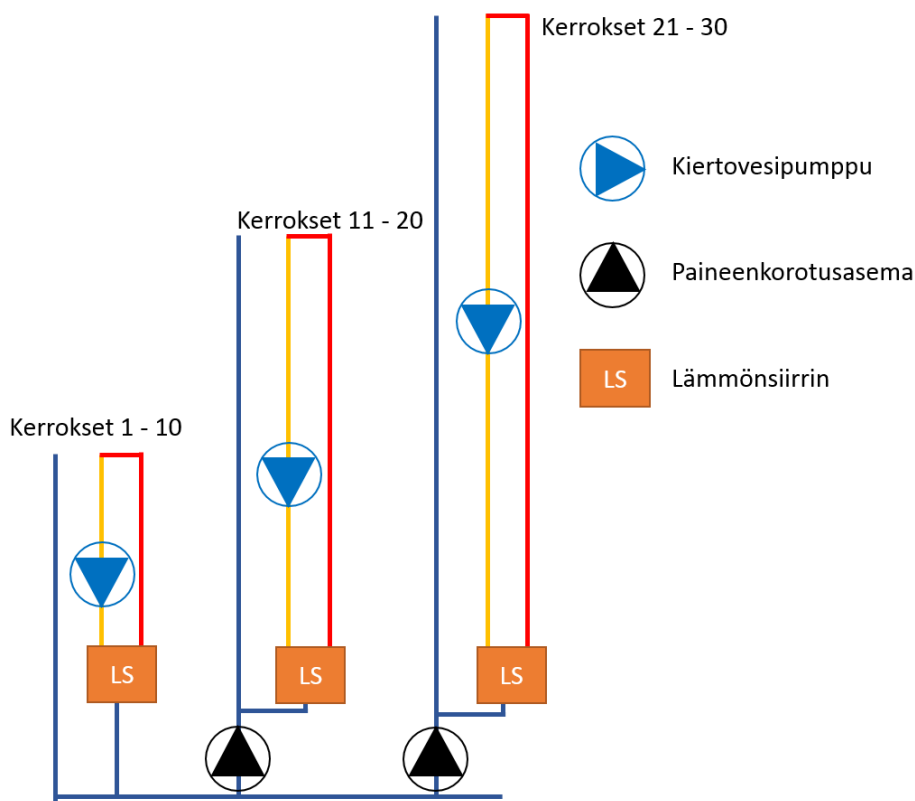 Kerrokset 21 - 30
Kiertovesipumppu
Kerrokset 11 - 20
Paineenkorotusasema
LS
Lämmönsiirrin
Kerrokset 1 - 10
LS
LS
LS